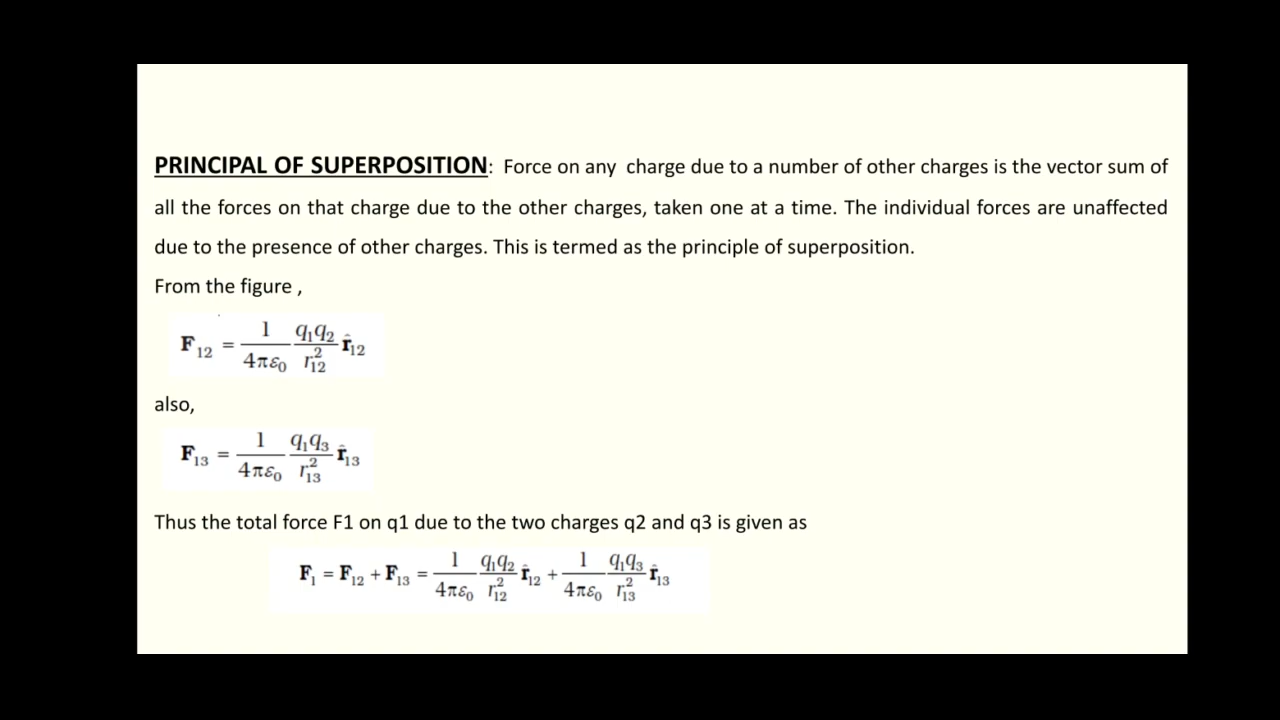 PRINCIPAL OF SUPERPOSITION: Force on any charge due to a number of other charges is the vector sum of
all the forces on that charge due to the other charges, taken one at a time. The individual forces are unaffected
due to the presence of other charges. This is termed as the principle of superposition.
From the figure ,
F₁₂ = 1/(4πε₀) q₁q₂/r₁₂² r̂₁₂
also,
F₁₃ = 1/(4πε₀) q₁q₃/r₁₃² r̂₁₃
Thus the total force F1 on q1 due to the two charges q2 and q3 is given as
F₁ = F₁₂ + F₁₃ = 1/(4πε₀) q₁q₂/r₁₂² r̂₁₂ + 1/(4πε₀) q₁q₃/r₁₃² r̂₁₃